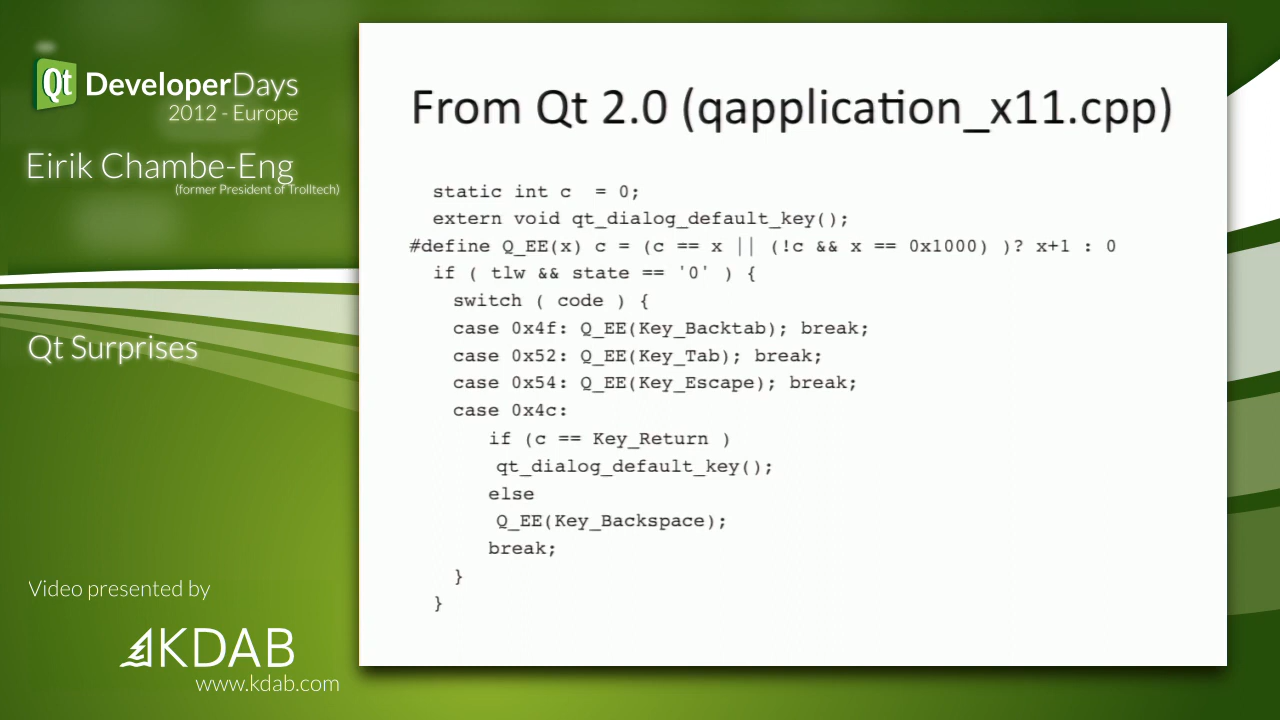 Qt DeveloperDays
2012 - Europe
Eirik Chambe-Eng
(former President of Trolltech)
Qt Surprises
Video presented by
KDAB
www.kdab.com
From Qt 2.0 (qapplication_x11.cpp)
static int c  = 0;
extern void qt_dialog_default_key();
#define Q_EE(x) c = (c == x || (!c && x == 0x1000) )? x+1 : 0
if ( tlw && state == '0' ) {
switch ( code ) {
case 0x4f: Q_EE(Key_Backtab); break;
case 0x52: Q_EE(Key_Tab); break;
case 0x54: Q_EE(Key_Escape); break;
case 0x4c:
if (c == Key_Return )
qt_dialog_default_key();
else
Q_EE(Key_Backspace);
break;
}
}